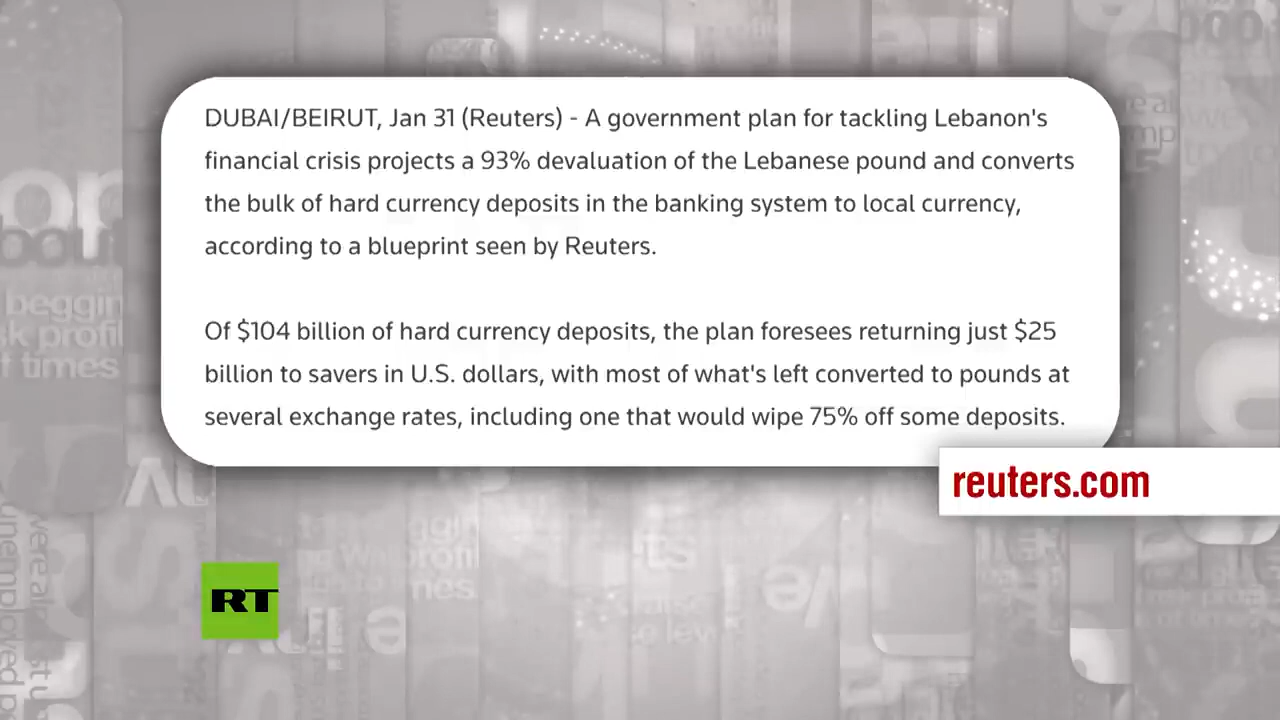 DUBAI/BEIRUT, Jan 31 (Reuters) - A government plan for tackling Lebanon's
financial crisis projects a 93% devaluation of the Lebanese pound and converts
the bulk of hard currency deposits in the banking system to local currency,
according to a blueprint seen by Reuters.
Of $104 billion of hard currency deposits, the plan foresees returning just $25
billion to savers in U.S. dollars, with most of what's left converted to pounds at
several exchange rates, including one that would wipe 75% off some deposits.
reuters.com
RT
beggin
sk profil
t times